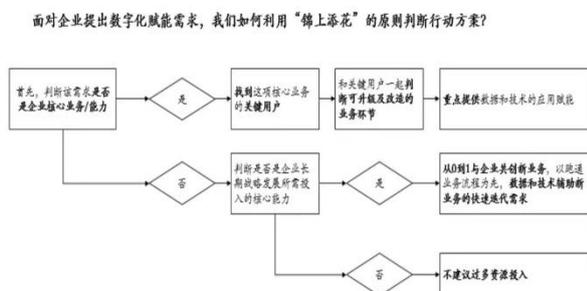 面对企业提出数字化赋能需求，我们如何利用“锦上添花”的原则判断行动方案？
首先，判断该需求是否
是企业核心业务/能力
是
找到这项核心业务
的关键用户
和关键用户一起判
断可升级及改造的
业务环节
重点提供数据和技术的应用赋能
否
判断是否是企业长
期战略发展所需投
入的核心能力
是
从0到1与企业共创新业务，以跑通
业务流程为先，数据和技术辅助新
业务的快速迭代需求
否
不建议过多资源投入